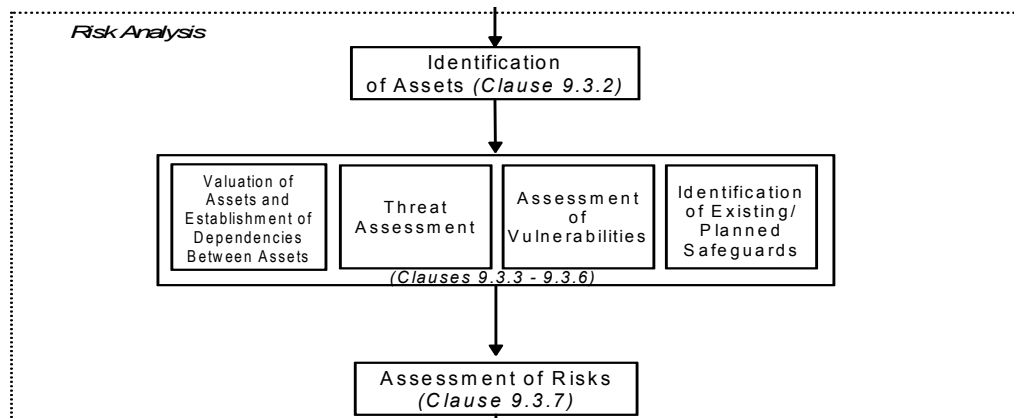 Risk Analysis
Identification
of Assets (Clause 9.3.2)
Valuation of
Assets and
Establishment of
Dependencies
Between Assets
Threat
Assessment
Assessment
of
Vulnerabilities
Identification
of Existing/
Planned
Safeguards
(Clauses 9.3.3 - 9.3.6)
Assessment of Risks
(Clause 9.3.7)